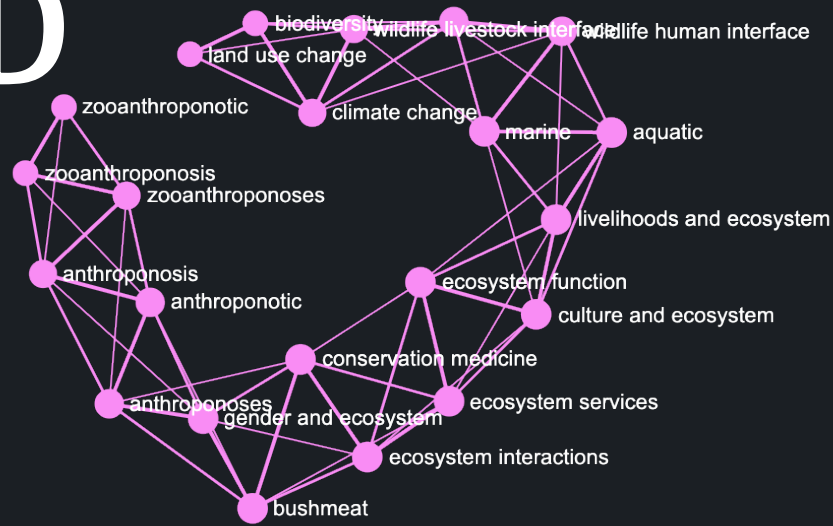 D
biodiversity
wildlife livestock interface
wildlife human interface
land use change
zooanthroponotic
climate change
marine
aquatic
zooanthroponosis
zooanthroponoses
livelihoods and ecosystem
anthroponosis
ecosystem function
anthroponotic
culture and ecosystem
conservation medicine
anthroponoses
ecosystem services
gender and ecosystem
ecosystem interactions
bushmeat